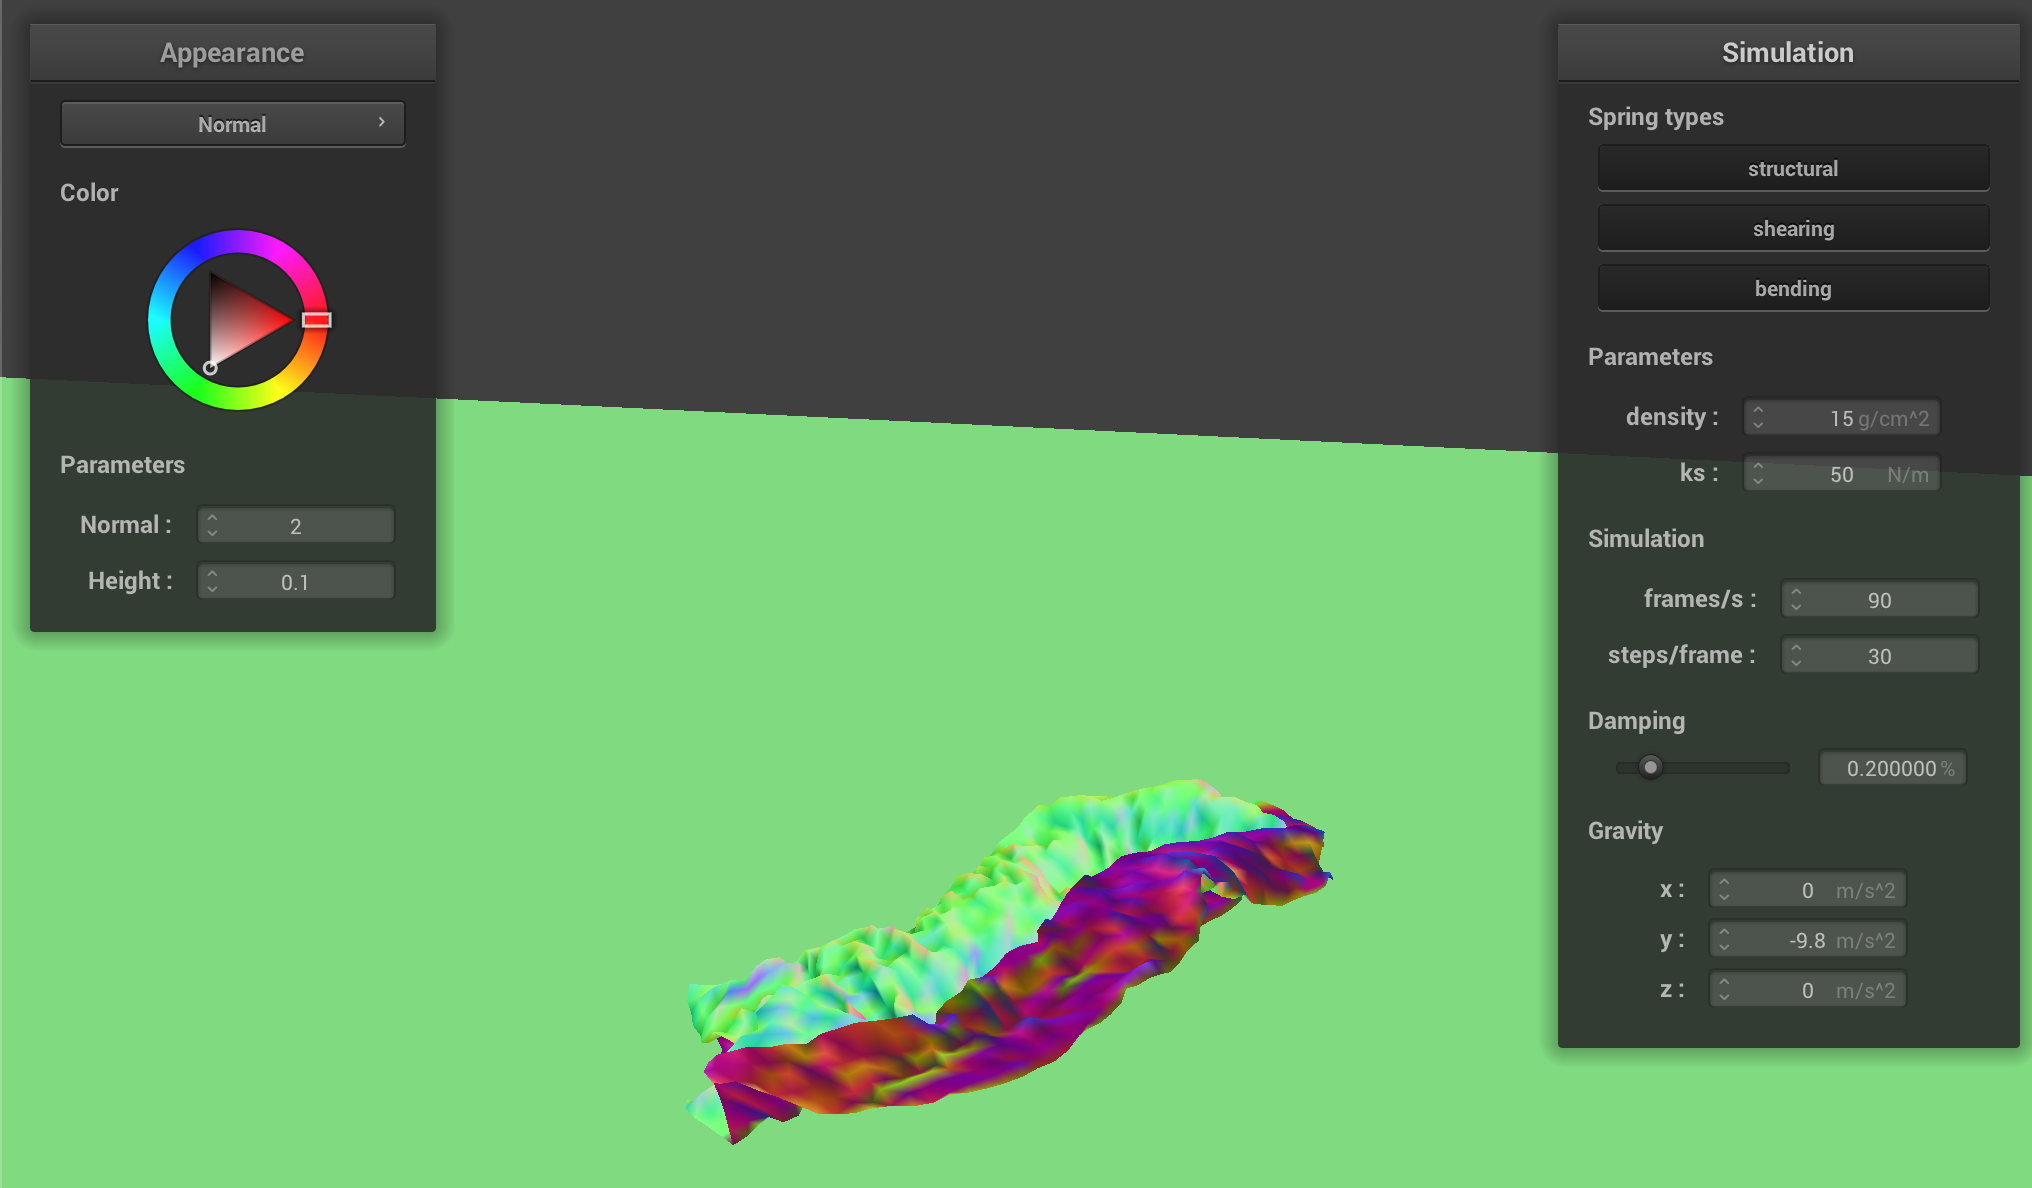 Appearance
Normal
Color
Parameters
Normal : 2
Height : 0.1
Simulation
Spring types
structural
shearing
bending
Parameters
density : 15 g/cm^2
ks : 50 N/m
Simulation
frames/s : 90
steps/frame : 30
Damping
0.200000 %
Gravity
x : 0 m/s^2
y : -9.8 m/s^2
z : 0 m/s^2